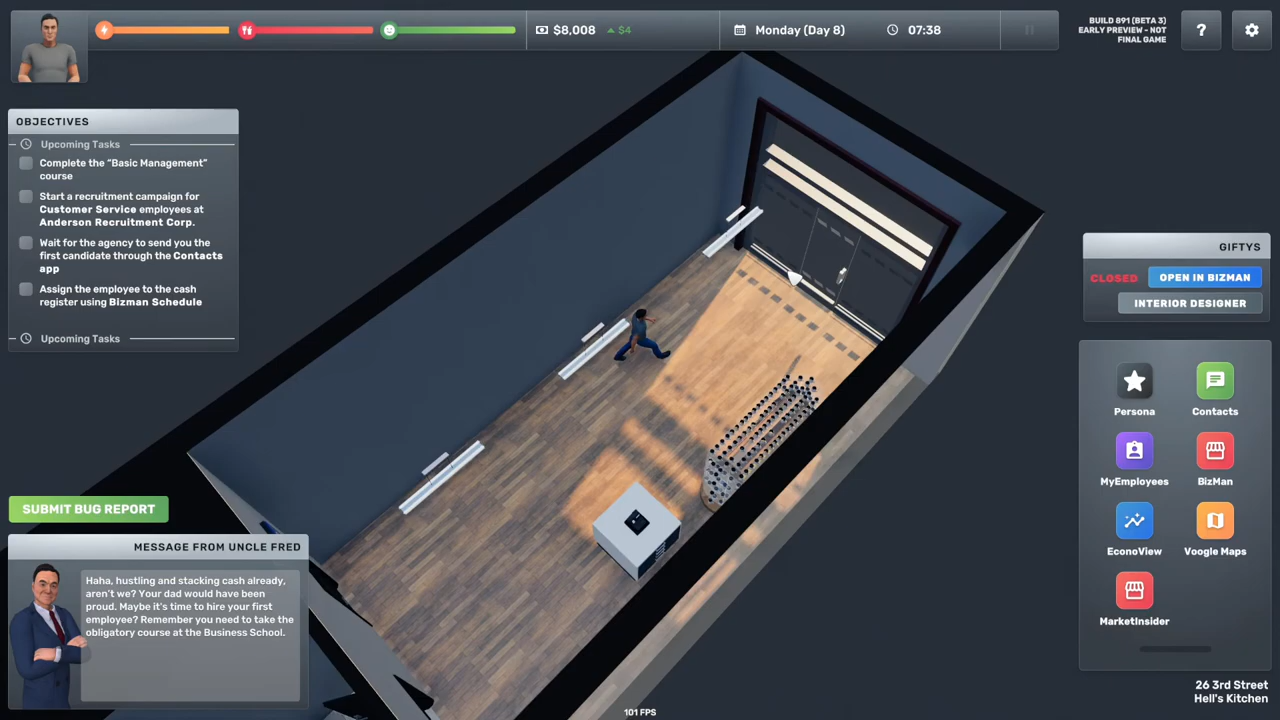 $8,008
$4
Monday (Day 8)
07:38
BUILD 891 (BETA 3)
EARLY PREVIEW - NOT
FINAL GAME
?
OBJECTIVES
Upcoming Tasks
Complete the “Basic Management”
course
Start a recruitment campaign for
Customer Service employees at
Anderson Recruitment Corp.
Wait for the agency to send you the
first candidate through the Contacts
app
Assign the employee to the cash
register using Bizman Schedule
Upcoming Tasks
GIFTYS
CLOSED
OPEN IN BIZMAN
INTERIOR DESIGNER
Persona
Contacts
MyEmployees
BizMan
EconoView
Voogle Maps
MarketInsider
SUBMIT BUG REPORT
MESSAGE FROM UNCLE FRED
Haha, hustling and stacking cash already,
aren't we? Your dad would have been
proud. Maybe it's time to hire your first
employee? Remember you need to take the
obligatory course at the Business School.
26 3rd Street
Hell's Kitchen
101 FPS